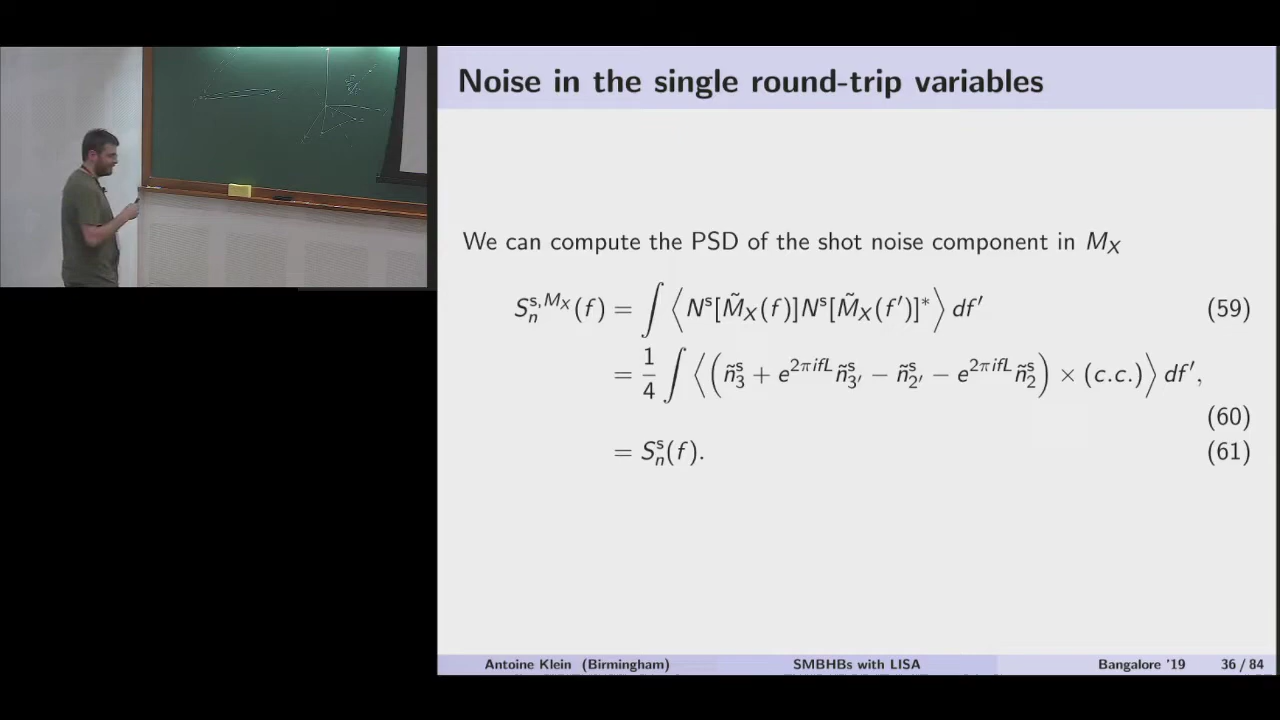 Noise in the single round-trip variables
We can compute the PSD of the shot noise component in M_X
S_n^{s,M_X}(f) = ∫ ⟨ N^s[M̃_X(f)] N^s[M̃_X(f′)]* ⟩ df′ (59)
= 1/4 ∫ ⟨ ( ñ_3^s + e^{2πifL} ñ_{3′}^s − ñ_{2′}^s − e^{2πifL} ñ_2^s ) × (c.c.) ⟩ df′,
(60)
= S_n^s(f). (61)
Antoine Klein (Birmingham) SMBHBs with LISA Bangalore '19 36 / 84